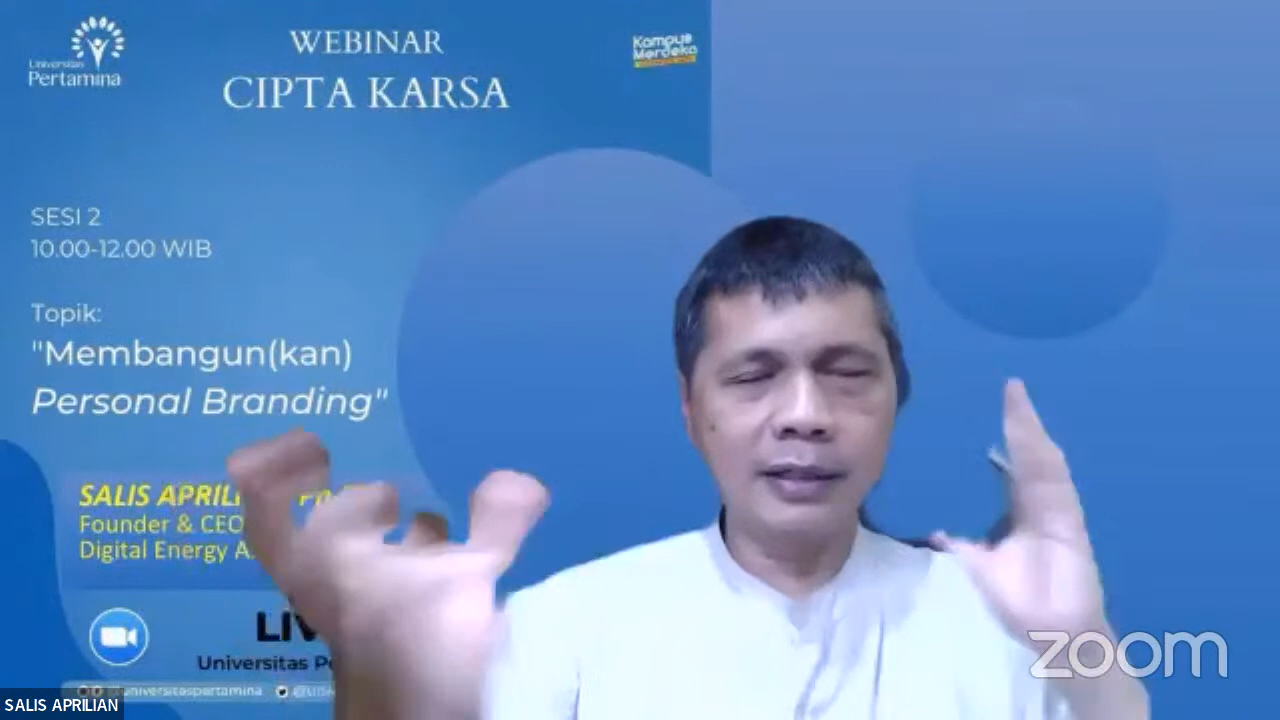 Universitas
Pertamina
WEBINAR
CIPTA KARSA
Kampus
Merdeka
SESI 2
10.00-12.00 WIB
Topik:
"Membangun(kan)
Personal Branding"
SALIS
Founder & CEO
Digital Energy
Universitas
universitaspertamina
zoom
SALIS APRILIAN